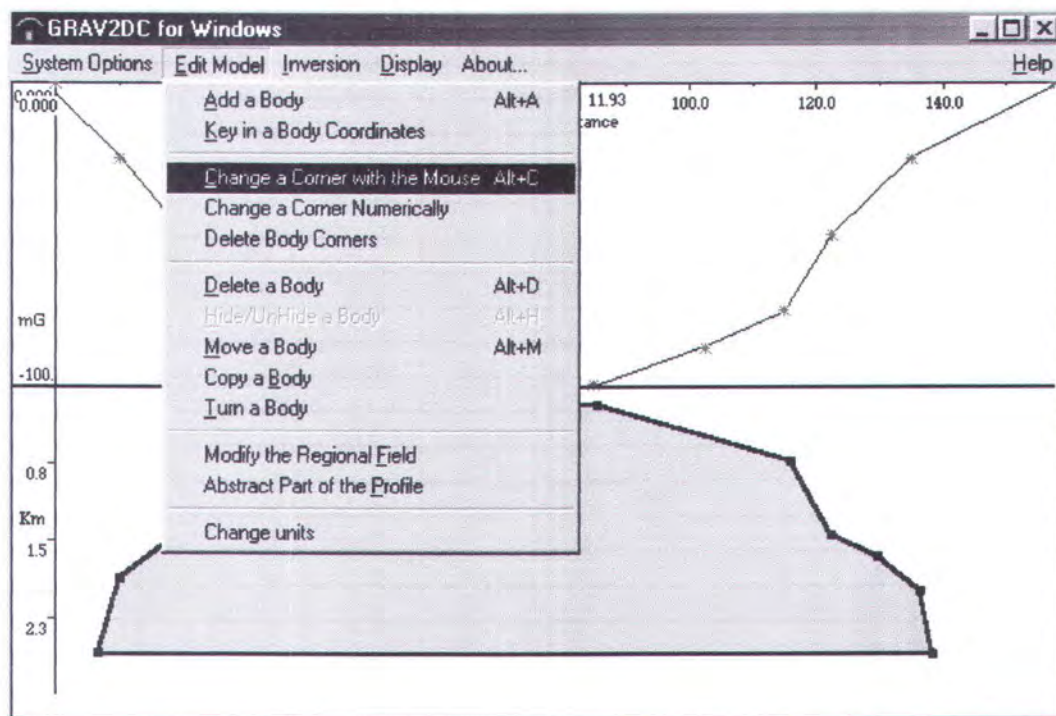 GRAV2DC for Windows
System Options Edit Model Inversion Display About... Help
0.000
11.93 100.0 120.0 140.0
tance
Add a Body Alt+A
Key in a Body Coordinates
Change a Corner with the Mouse Alt+C
Change a Corner Numerically
Delete Body Corners
Delete a Body Alt+D
Hide/UnHide a Body Alt+H
Move a Body Alt+M
Copy a Body
Turn a Body
Modify the Regional Field
Abstract Part of the Profile
Change units
mG
-100.
0.8
Km
1.5
2.3